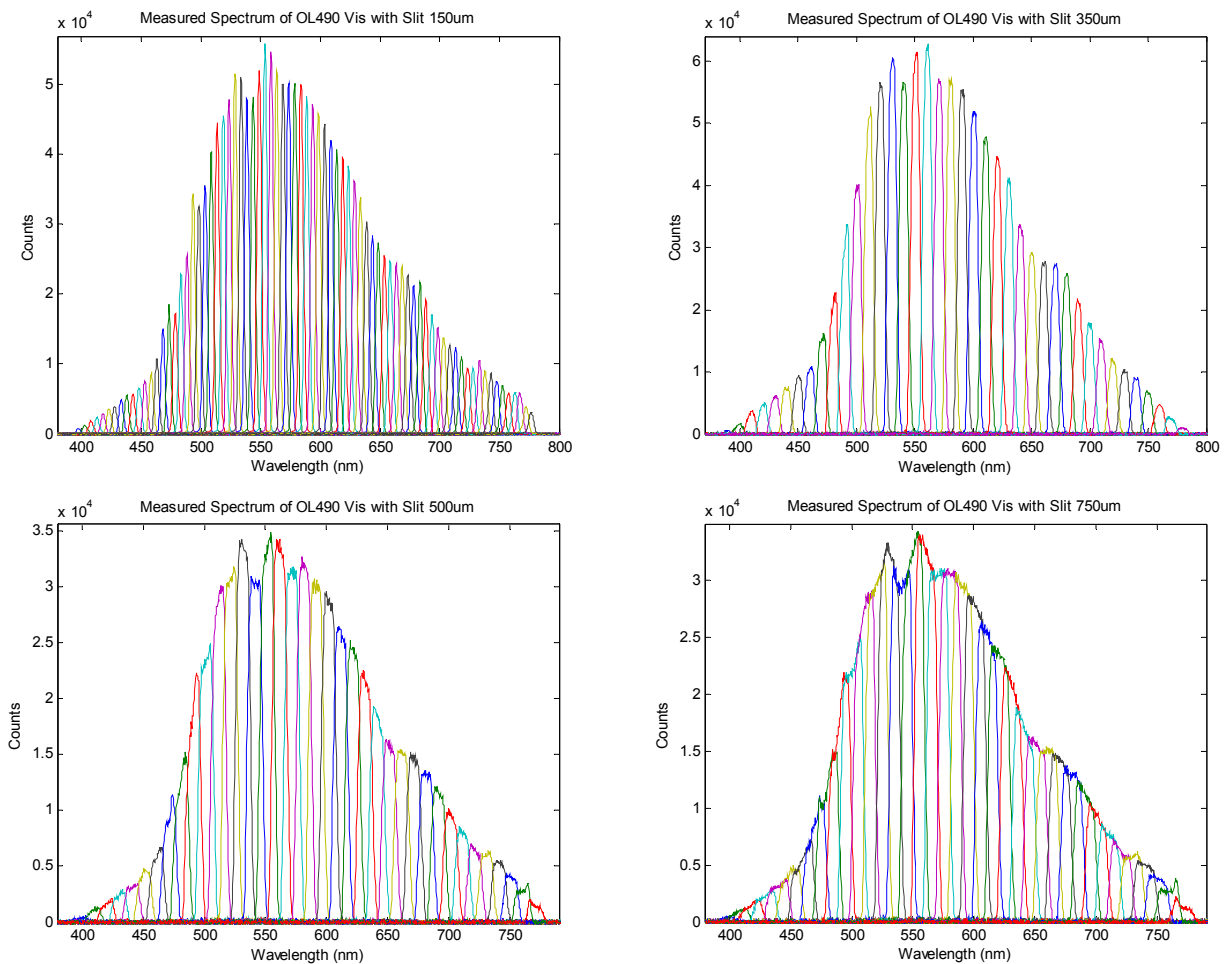 Measured Spectrum of OL490 Vis with Slit 150um
x 10^4
5
4
3
2
1
0
Counts
400 450 500 550 600 650 700 750 800
Wavelength (nm)
Measured Spectrum of OL490 Vis with Slit 350um
x 10^4
6
5
4
3
2
1
0
Counts
400 450 500 550 600 650 700 750 800
Wavelength (nm)
Measured Spectrum of OL490 Vis with Slit 500um
x 10^4
3.5
3
2.5
2
1.5
1
0.5
0
Counts
400 450 500 550 600 650 700 750
Wavelength (nm)
Measured Spectrum of OL490 Vis with Slit 750um
x 10^4
3.5
3
2.5
2
1.5
1
0.5
0
Counts
400 450 500 550 600 650 700 750
Wavelength (nm)